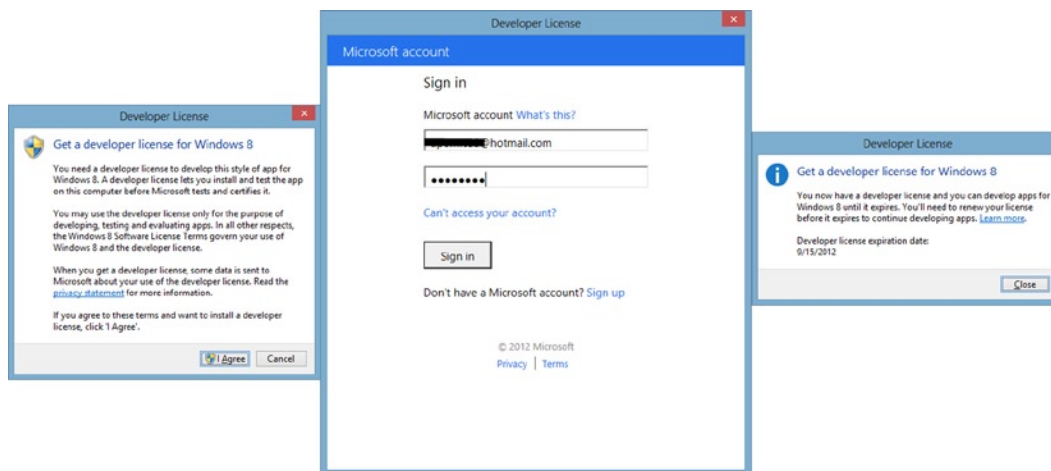 Developer License
Get a developer license for Windows 8
You need a developer license to develop this style of app for
Windows 8. A developer license lets you install and test the app
on this computer before Microsoft tests and certifies it.
You may use the developer license only for the purpose of
developing, testing and evaluating apps. In all other respects,
the Windows 8 Software License Terms govern your use of
Windows 8 and the developer license.
When you get a developer license, some data is sent to
Microsoft about your use of the developer license. Read the
privacy statement for more information.
If you agree to these terms and want to install a developer
license, click 'I Agree'.
I Agree
Cancel
Developer License
Microsoft account
Sign in
Microsoft account What's this?
@hotmail.com
Can't access your account?
Sign in
Don't have a Microsoft account? Sign up
© 2012 Microsoft
Privacy | Terms
Developer License
Get a developer license for Windows 8
You now have a developer license and you can develop apps for
Windows 8 until it expires. You'll need to renew your license
before it expires to continue developing apps. Learn more.
Developer license expiration date:
9/15/2012
Close